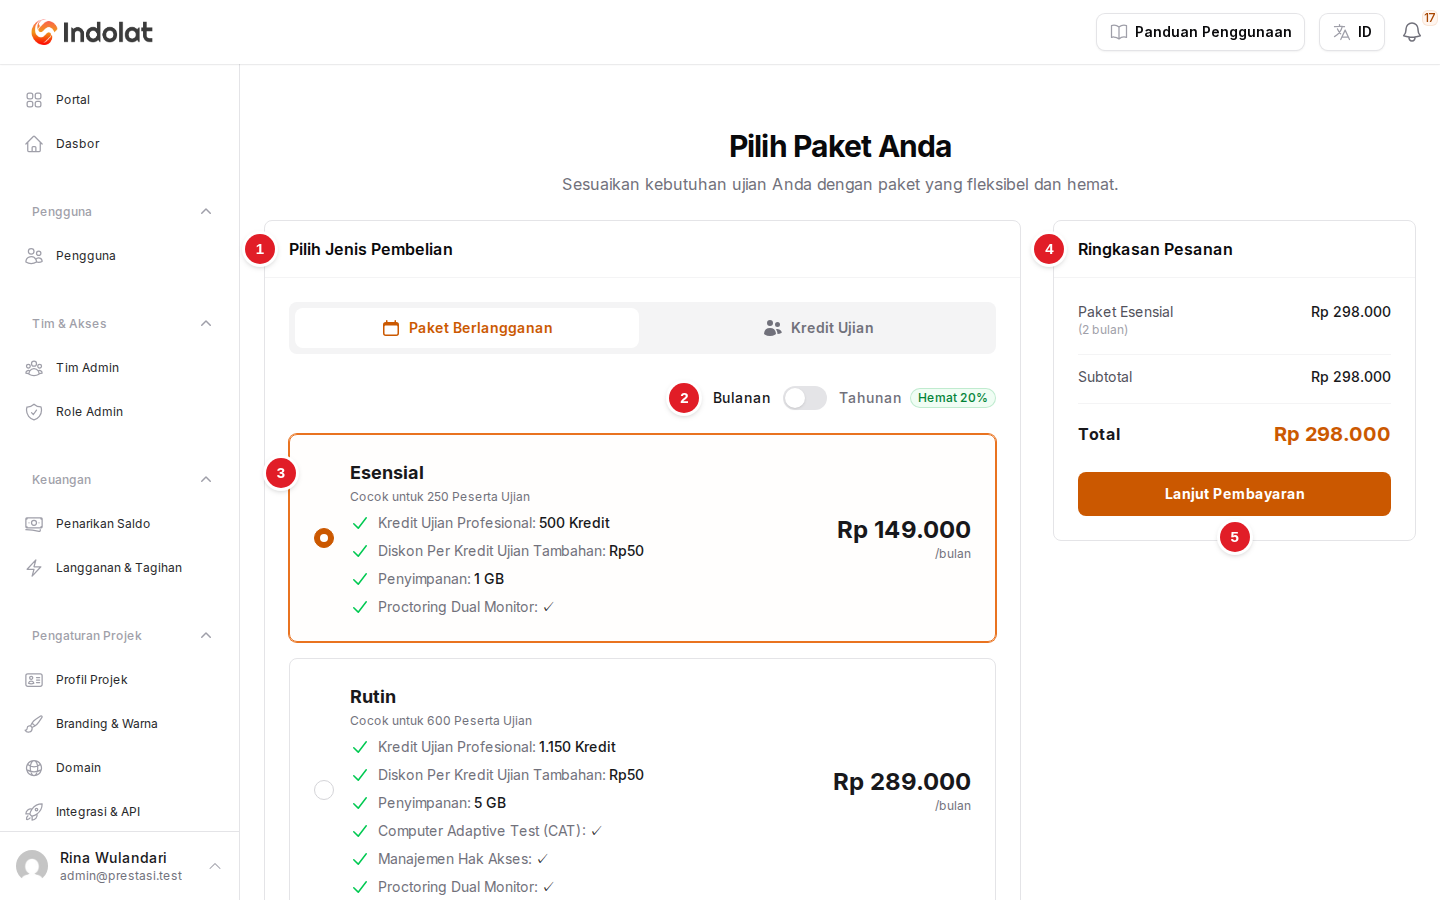 Indolat
Panduan Penggunaan
ID
17
Portal
Dasbor
Pengguna
Pengguna
Tim & Akses
Tim Admin
Role Admin
Keuangan
Penarikan Saldo
Langganan & Tagihan
Pengaturan Projek
Profil Projek
Branding & Warna
Domain
Integrasi & API
Rina Wulandari
admin@prestasi.test
Pilih Paket Anda
Sesuaikan kebutuhan ujian Anda dengan paket yang fleksibel dan hemat.
1
Pilih Jenis Pembelian
Paket Berlangganan
Kredit Ujian
2
Bulanan
Tahunan
Hemat 20%
3
Esensial
Cocok untuk 250 Peserta Ujian
Kredit Ujian Profesional: 500 Kredit
Diskon Per Kredit Ujian Tambahan: Rp50
Penyimpanan: 1 GB
Proctoring Dual Monitor: ✓
Rp 149.000
/bulan
Rutin
Cocok untuk 600 Peserta Ujian
Kredit Ujian Profesional: 1.150 Kredit
Diskon Per Kredit Ujian Tambahan: Rp50
Penyimpanan: 5 GB
Computer Adaptive Test (CAT): ✓
Manajemen Hak Akses: ✓
Proctoring Dual Monitor: ✓
Rp 289.000
/bulan
4
Ringkasan Pesanan
Paket Esensial Rp 298.000
(2 bulan)
Subtotal Rp 298.000
Total Rp 298.000
Lanjut Pembayaran
5